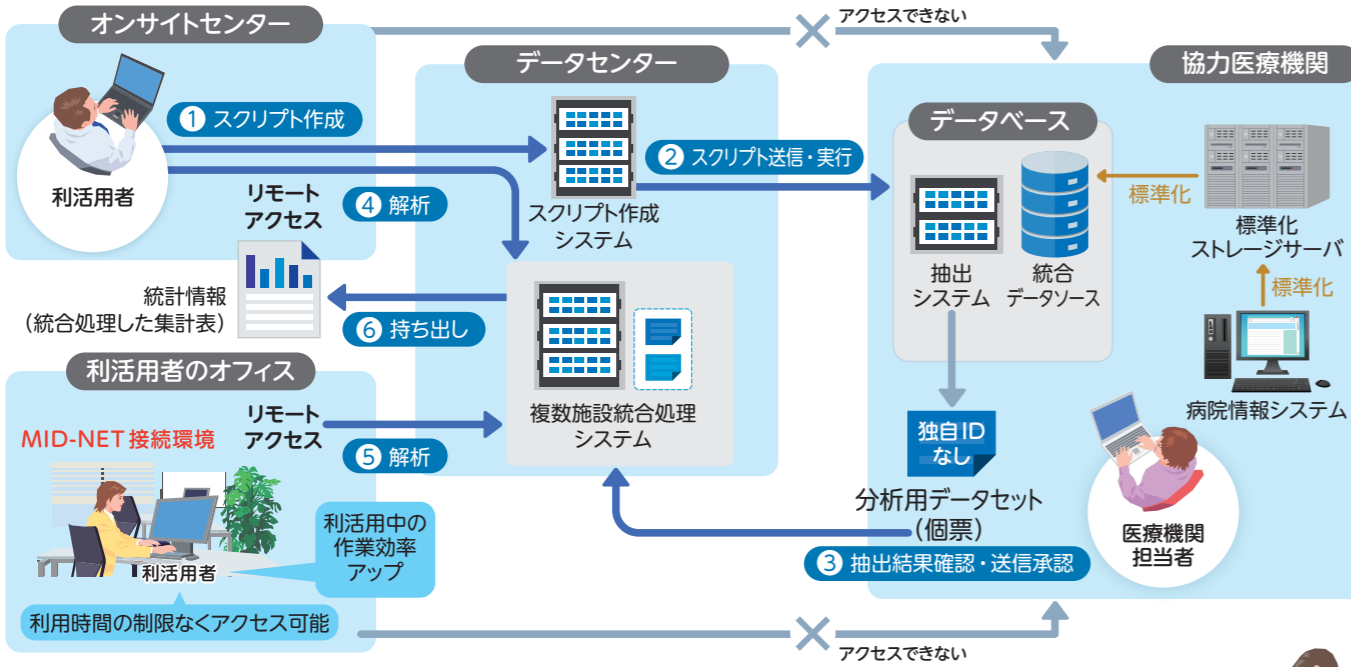 アクセスできない
オンサイトセンター
データセンター
協力医療機関
データベース
① スクリプト作成
② スクリプト送信・実行
利活用者
リモート
アクセス
④ 解析
スクリプト作成
システム
抽出
システム
統合
データソース
標準化
標準化
ストレージサーバ
標準化
統計情報
(統合処理した集計表)
⑥ 持ち出し
病院情報システム
利活用者のオフィス
MID-NET 接続環境
リモート
アクセス
⑤ 解析
複数施設統合処理
システム
独自ID
なし
分析用データセット
(個票)
③ 抽出結果確認・送信承認
医療機関
担当者
利活用中の
作業効率
アップ
利活用者
利用時間の制限なくアクセス可能
アクセスできない